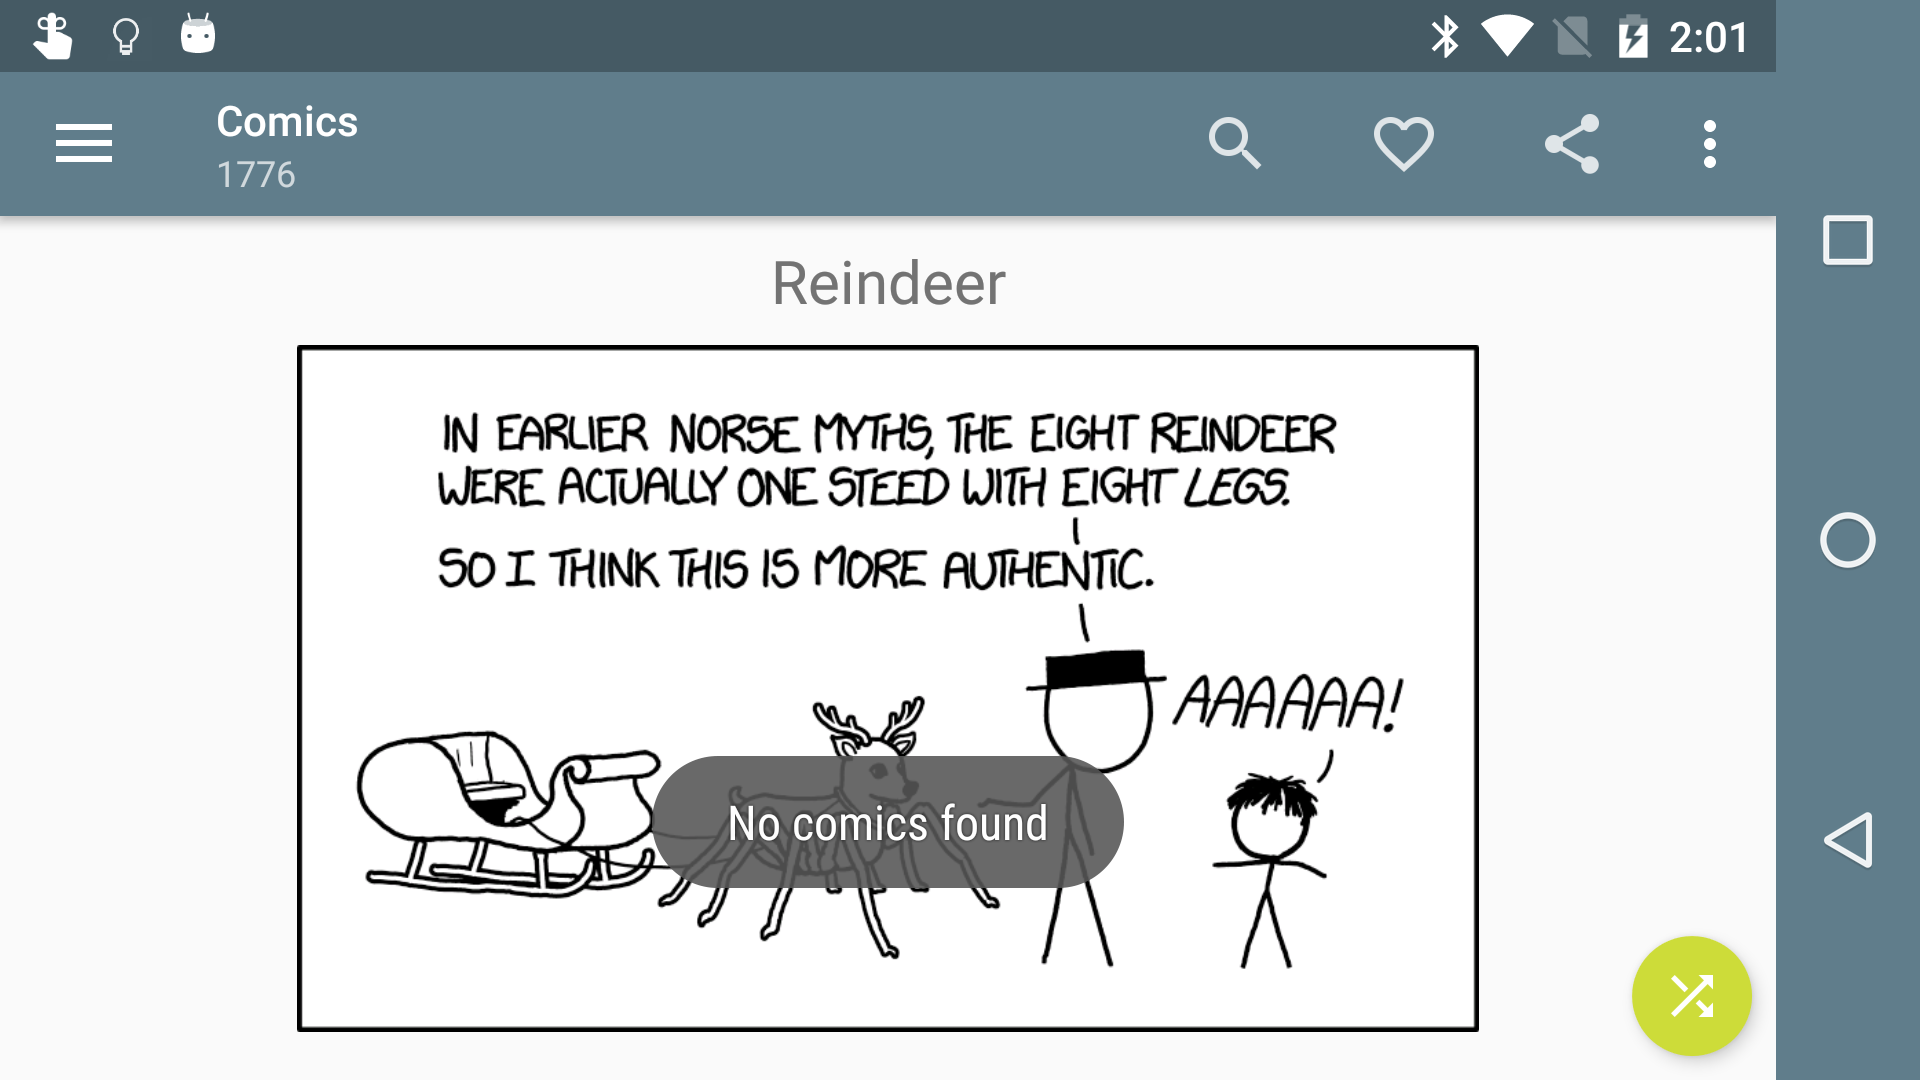 2:01
Comics
1776
Reindeer
IN EARLIER NORSE MYTHS, THE EIGHT REINDEER
WERE ACTUALLY ONE STEED WITH EIGHT LEGS.
SO I THINK THIS IS MORE AUTHENTIC.
AAAAAA!
No comics found